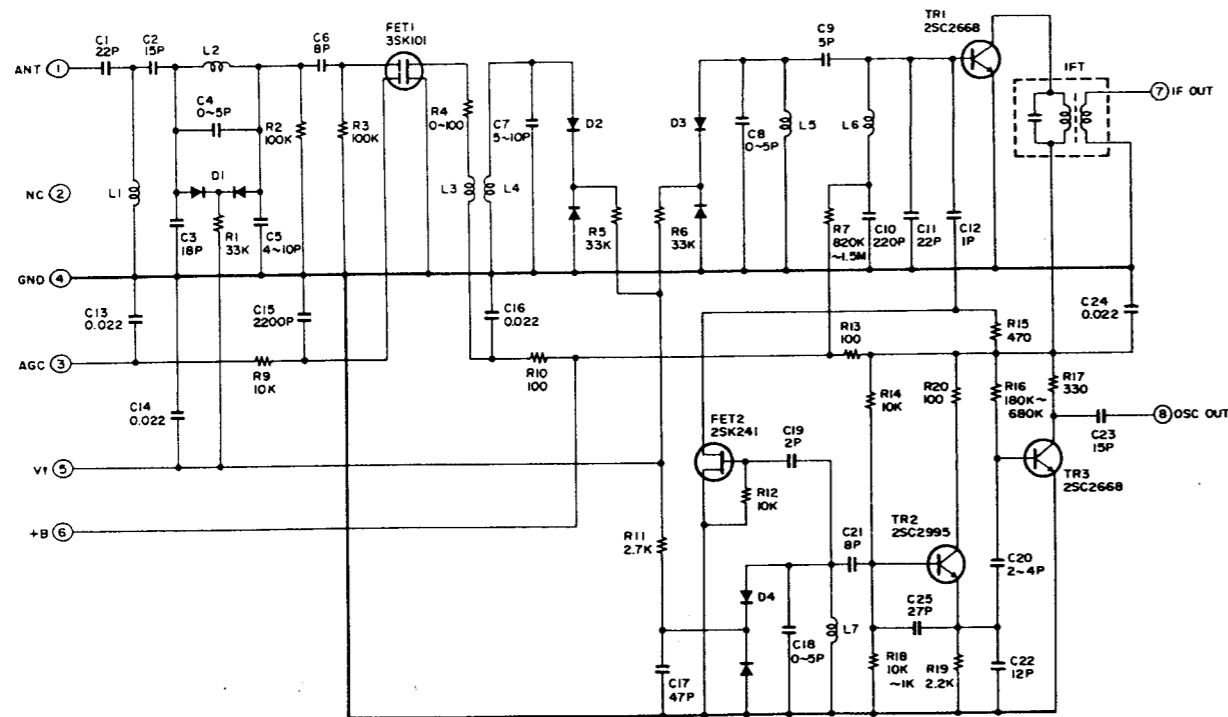 ANT 1
C1
22P
C2
15P
L2
C4
0~5P
C6
8P
FET1
3SK101
R4
0~100
C7
5~10P
D2
D3
C9
5P
TR1
2SC2668
IFT
7 IF OUT
NC 2
L1
D1
R2
100K
R3
100K
L3
L4
C8
0~5P
L5
L6
C3
18P
R1
33K
C5
4~10P
R5
33K
R6
33K
R7
820K
~1.5M
C10
220P
C11
22P
C12
1P
GND 4
C13
0.022
C15
2200P
C16
0.022
R13
100
R15
470
C24
0.022
AGC 3
R9
10K
R10
100
C14
0.022
FET2
2SK241
C19
2P
R14
10K
R20
100
R16
180K~
680K
R17
330
8 OSC OUT
C23
15P
Vt 5
R12
10K
TR3
2SC2668
+B 6
R11
2.7K
C21
8P
TR2
2SC2995
D4
C20
2~4P
C25
27P
C18
0~5P
L7
C17
47P
R18
10K
~1K
R19
2.2K
C22
12P